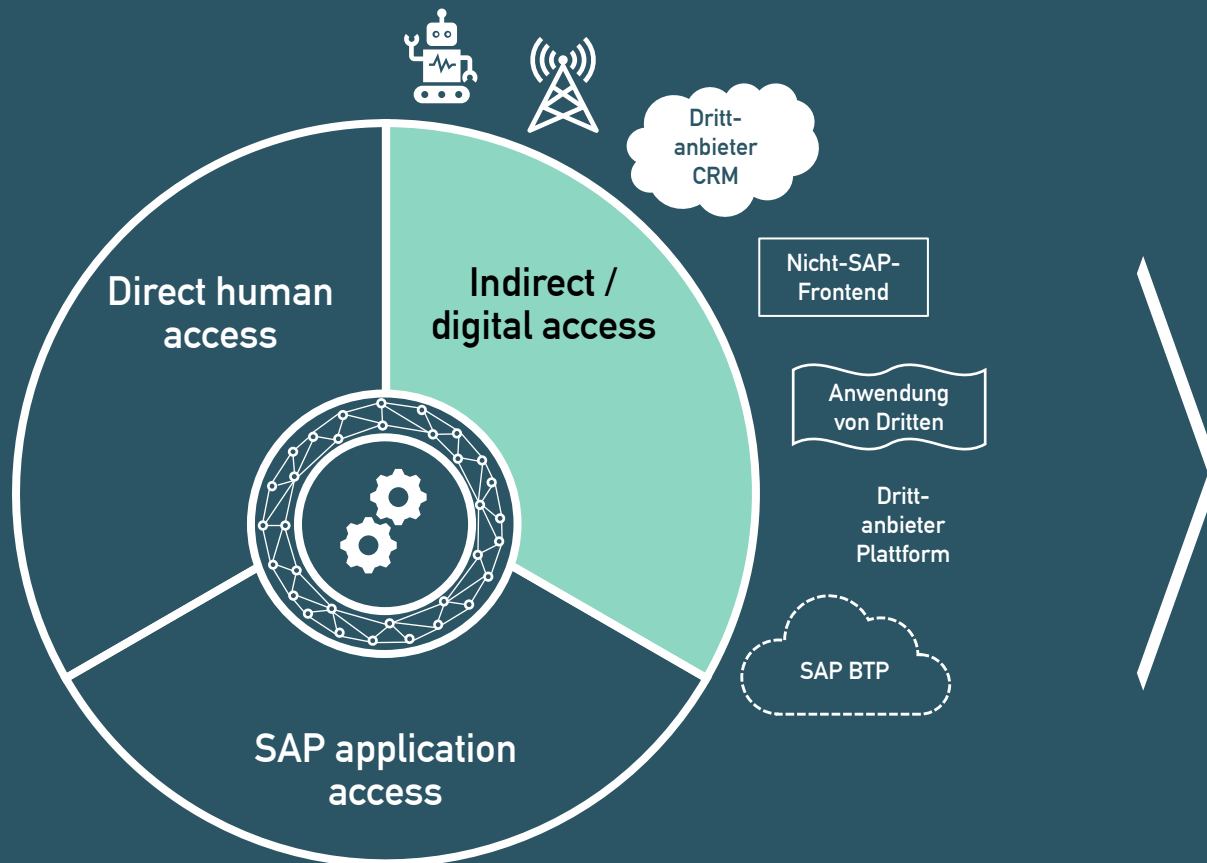 Dritt-
anbieter
CRM
Direct human
access
Indirect /
digital access
Nicht-SAP-
Frontend
Anwendung
von Dritten
Dritt-
anbieter
Plattform
SAP BTP
SAP application
access